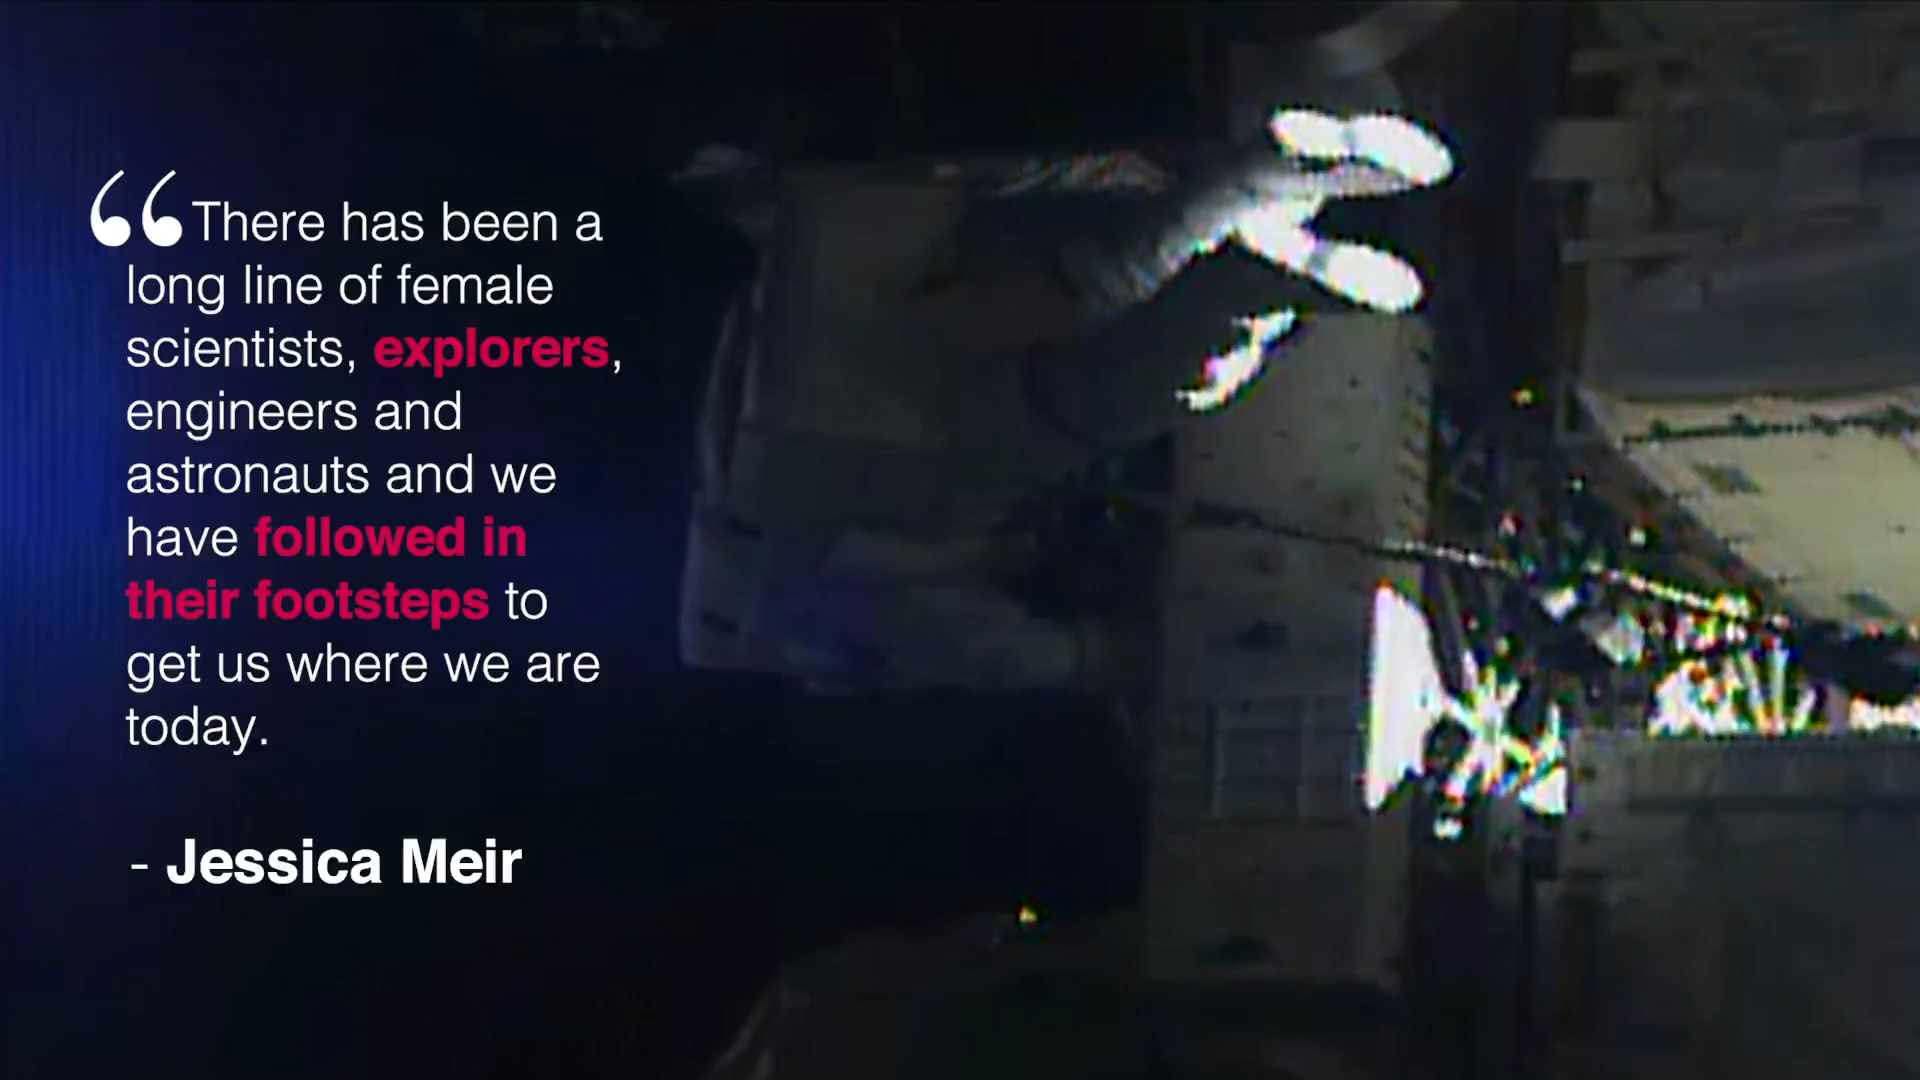 “There has been a
long line of female
scientists, explorers,
engineers and
astronauts and we
have followed in
their footsteps to
get us where we are
today.
- Jessica Meir